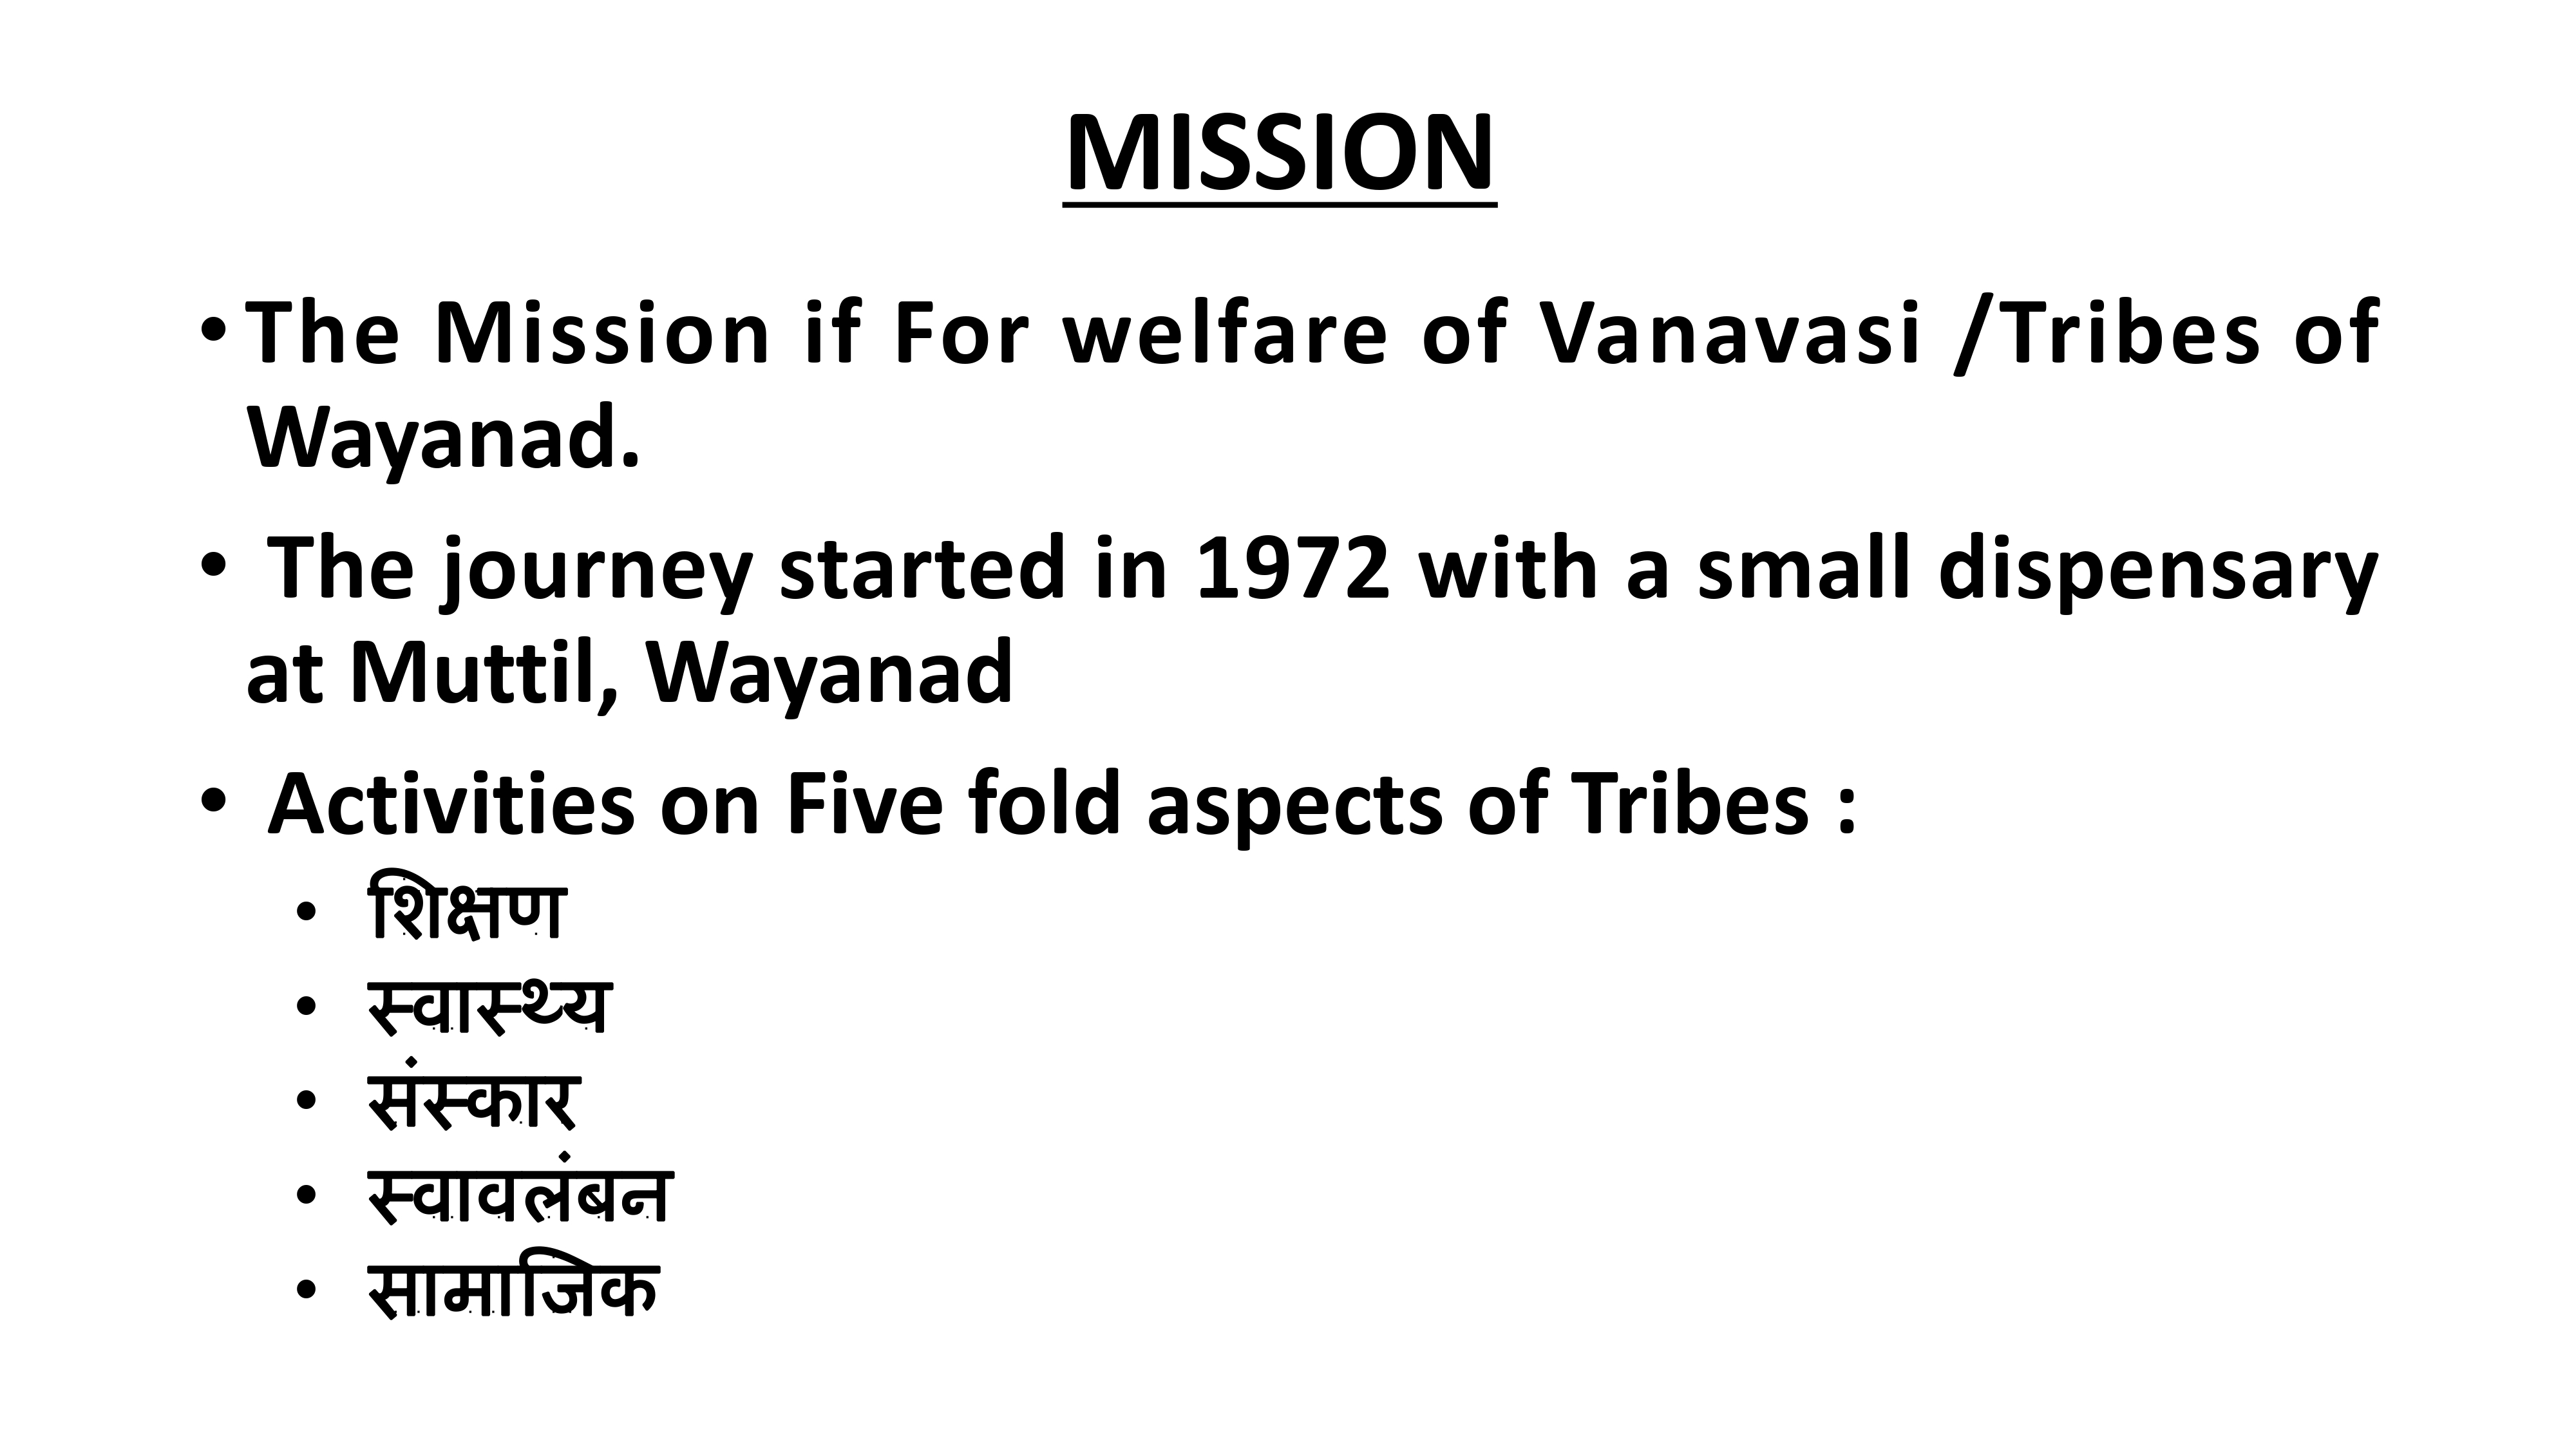 MISSION
• The Mission if For welfare of Vanavasi /Tribes of
Wayanad.
• The journey started in 1972 with a small dispensary
at Muttil, Wayanad
• Activities on Five fold aspects of Tribes :
• शिक्षण
• स्वास्थ्य
• संस्कार
• स्वावलंबन
• सामाजिक